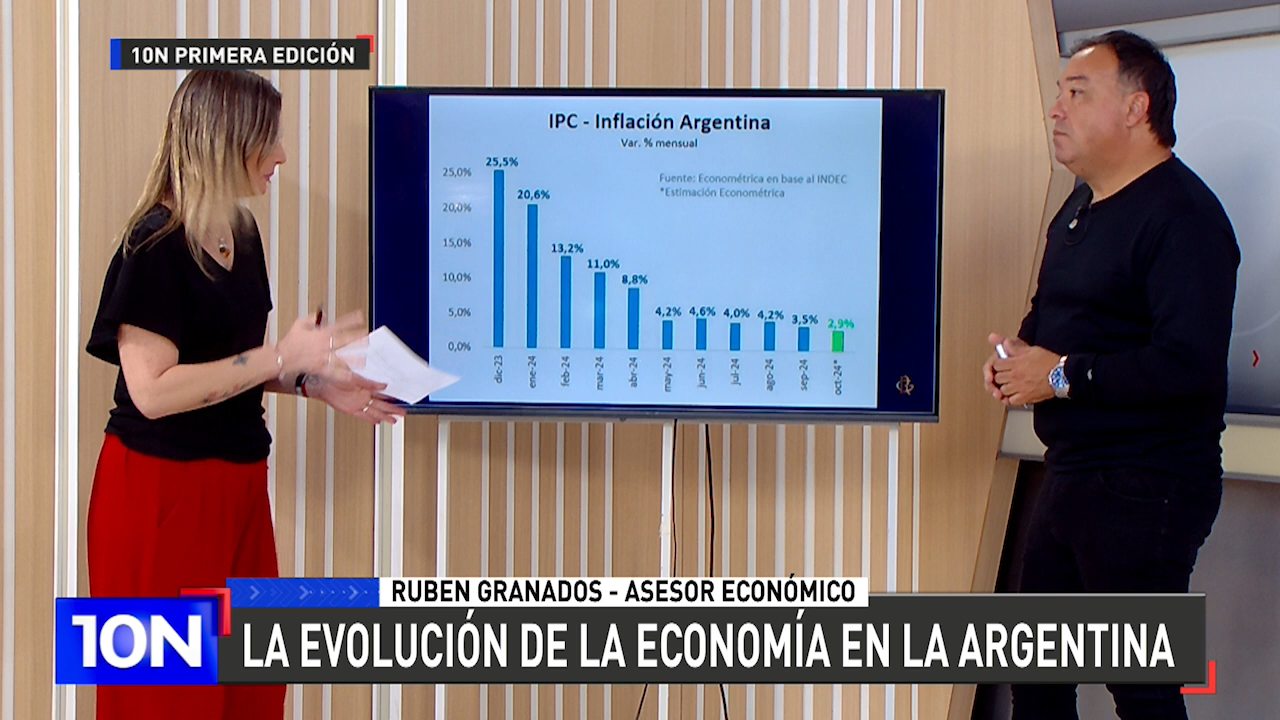 10N PRIMERA EDICIÓN
IPC - Inflación Argentina
Var. % mensual
Fuente: Econométrica en base al INDEC
*Estimación Econométrica
25,0%
20,0%
15,0%
10,0%
5,0%
0,0%
25,5%
20,6%
13,2%
11,0%
8,8%
4,2%
4,6%
4,0%
4,2%
3,5%
2,9%
dic-23
ene-24
feb-24
mar-24
abr-24
may-24
jun-24
jul-24
ago-24
sep-24
oct-24*
RUBEN GRANADOS - ASESOR ECONÓMICO
10N
LA EVOLUCIÓN DE LA ECONOMÍA EN LA ARGENTINA